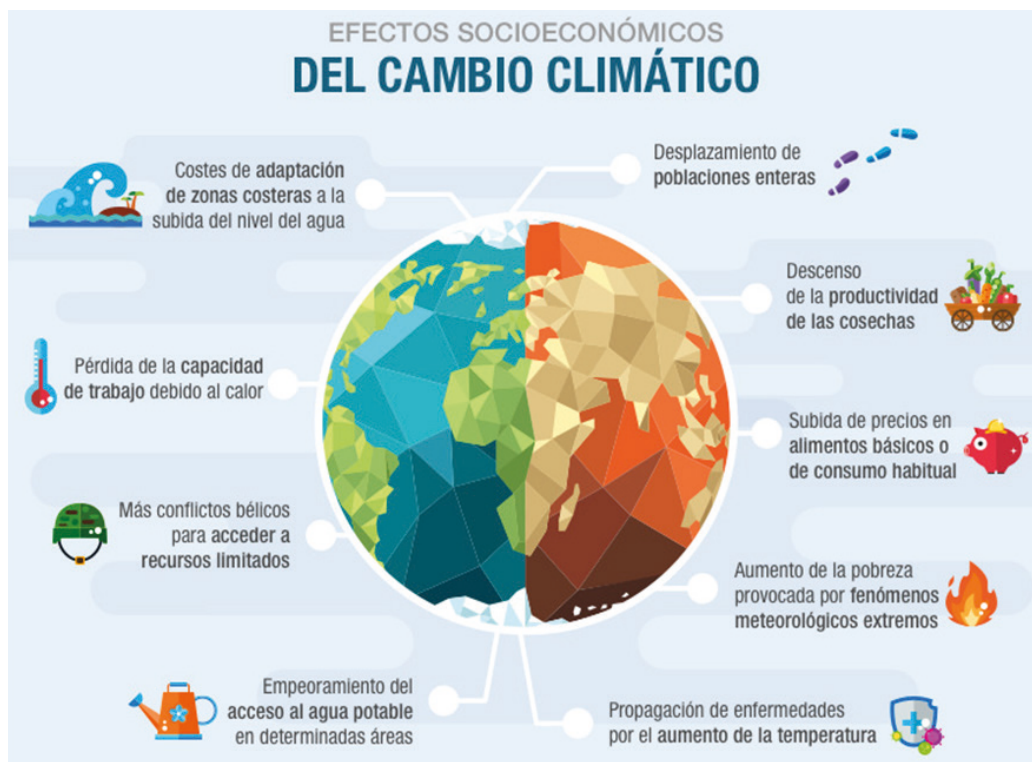 EFECTOS SOCIOECONÓMICOS
DEL CAMBIO CLIMÁTICO
Costes de adaptación
de zonas costeras a la
subida del nivel del agua
Desplazamiento de
poblaciones enteras
Descenso
de la productividad
de las cosechas
Pérdida de la capacidad
de trabajo debido al calor
Subida de precios en
alimentos básicos o
de consumo habitual
Más conflictos bélicos
para acceder a
recursos limitados
Aumento de la pobreza
provocada por fenómenos
meteorológicos extremos
Empeoramiento del
acceso al agua potable
en determinadas áreas
Propagación de enfermedades
por el aumento de la temperatura